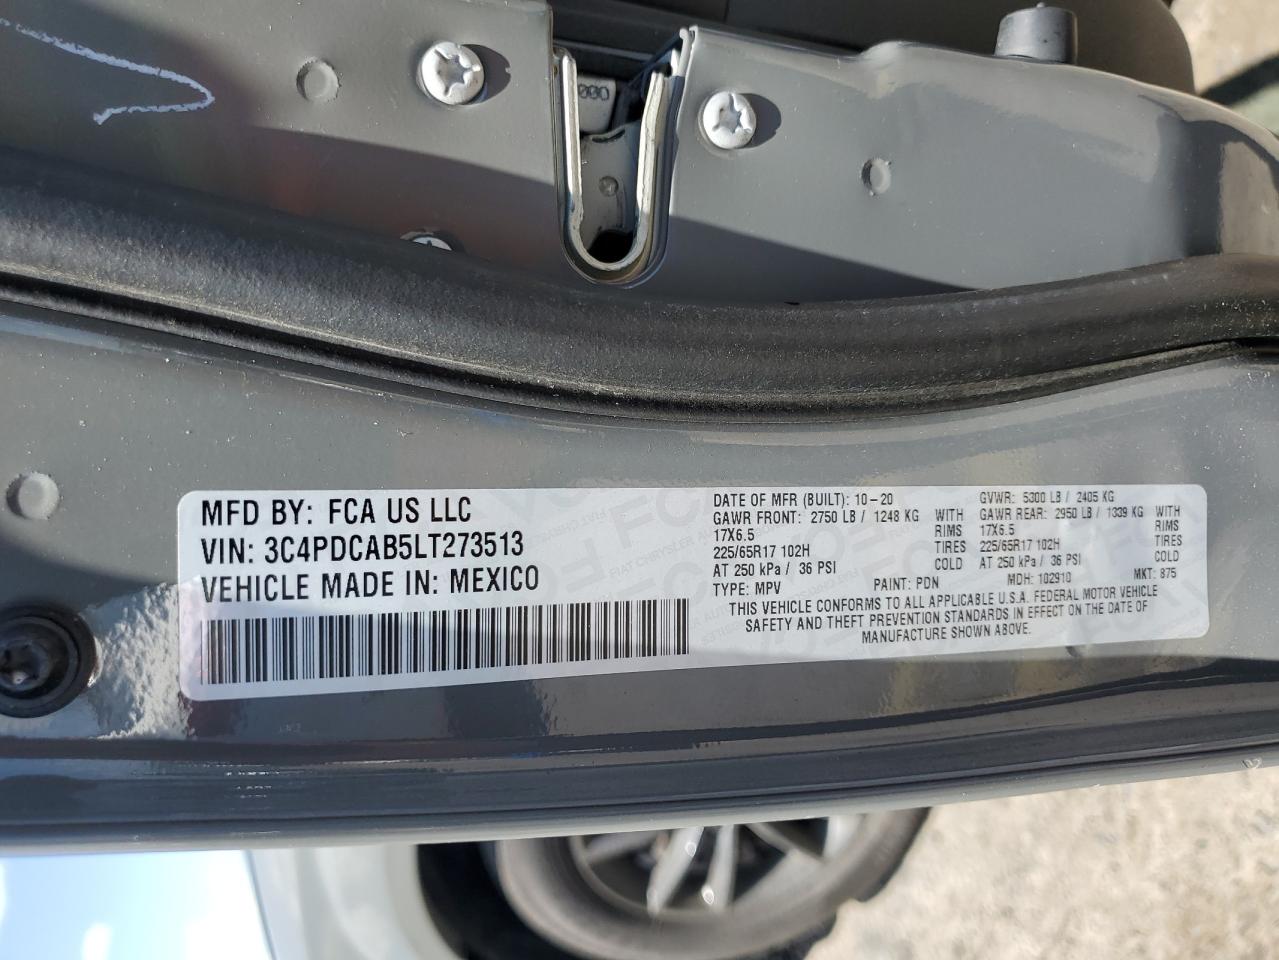 MFD BY: FCA US LLC
VIN: 3C4PDCAB5LT273513
VEHICLE MADE IN: MEXICO
DATE OF MFR (BUILT): 10-20 GVWR: 5300 LB / 2405 KG
GAWR FRONT: 2750 LB / 1248 KG WITH GAWR REAR: 2950 LB / 1339 KG WITH
17X6.5 RIMS 17X6.5 RIMS
225/65R17 102H TIRES 225/65R17 102H TIRES
AT 250 kPa / 36 PSI COLD AT 250 kPa / 36 PSI COLD
TYPE: MPV PAINT: PDN MDH: 102910 MKT: 875
THIS VEHICLE CONFORMS TO ALL APPLICABLE U.S.A. FEDERAL MOTOR VEHICLE
SAFETY AND THEFT PREVENTION STANDARDS IN EFFECT ON THE DATE OF
MANUFACTURE SHOWN ABOVE.